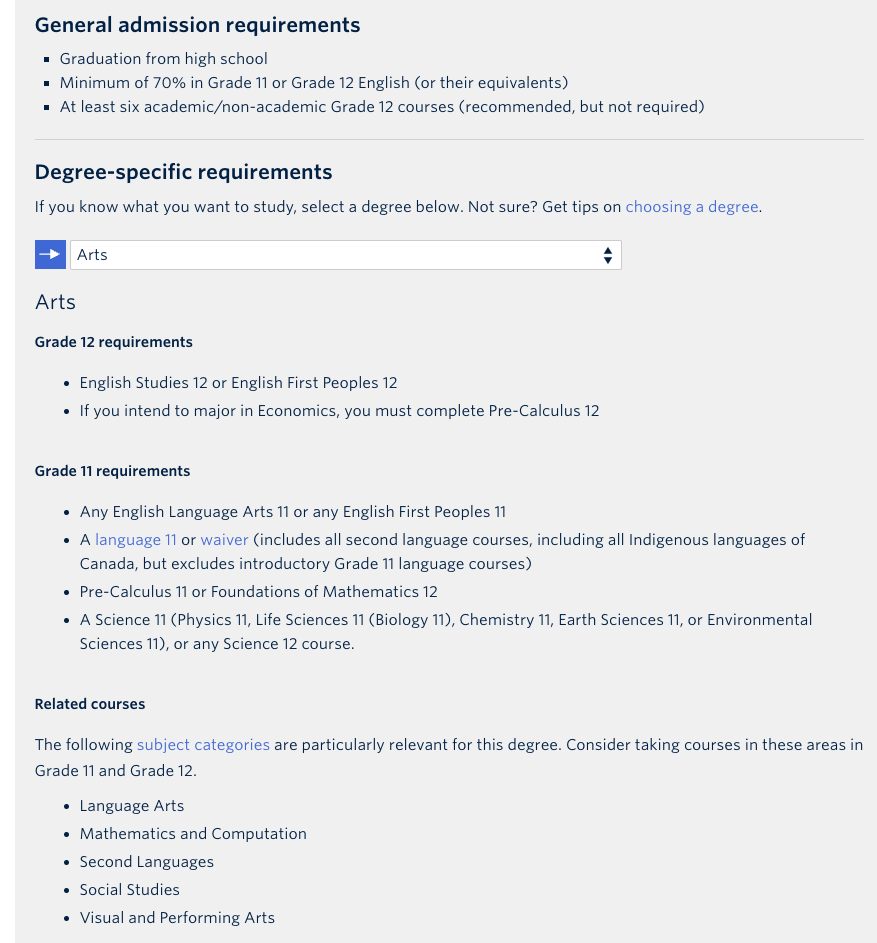 General admission requirements
Graduation from high school
Minimum of 70% in Grade 11 or Grade 12 English (or their equivalents)
At least six academic/non-academic Grade 12 courses (recommended, but not required)
Degree-specific requirements
If you know what you want to study, select a degree below. Not sure? Get tips on choosing a degree.
Arts
Arts
Grade 12 requirements
English Studies 12 or English First Peoples 12
If you intend to major in Economics, you must complete Pre-Calculus 12
Grade 11 requirements
Any English Language Arts 11 or any English First Peoples 11
A language 11 or waiver (includes all second language courses, including all Indigenous languages of
Canada, but excludes introductory Grade 11 language courses)
Pre-Calculus 11 or Foundations of Mathematics 12
A Science 11 (Physics 11, Life Sciences 11 (Biology 11), Chemistry 11, Earth Sciences 11, or Environmental
Sciences 11), or any Science 12 course.
Related courses
The following subject categories are particularly relevant for this degree. Consider taking courses in these areas in
Grade 11 and Grade 12.
Language Arts
Mathematics and Computation
Second Languages
Social Studies
Visual and Performing Arts